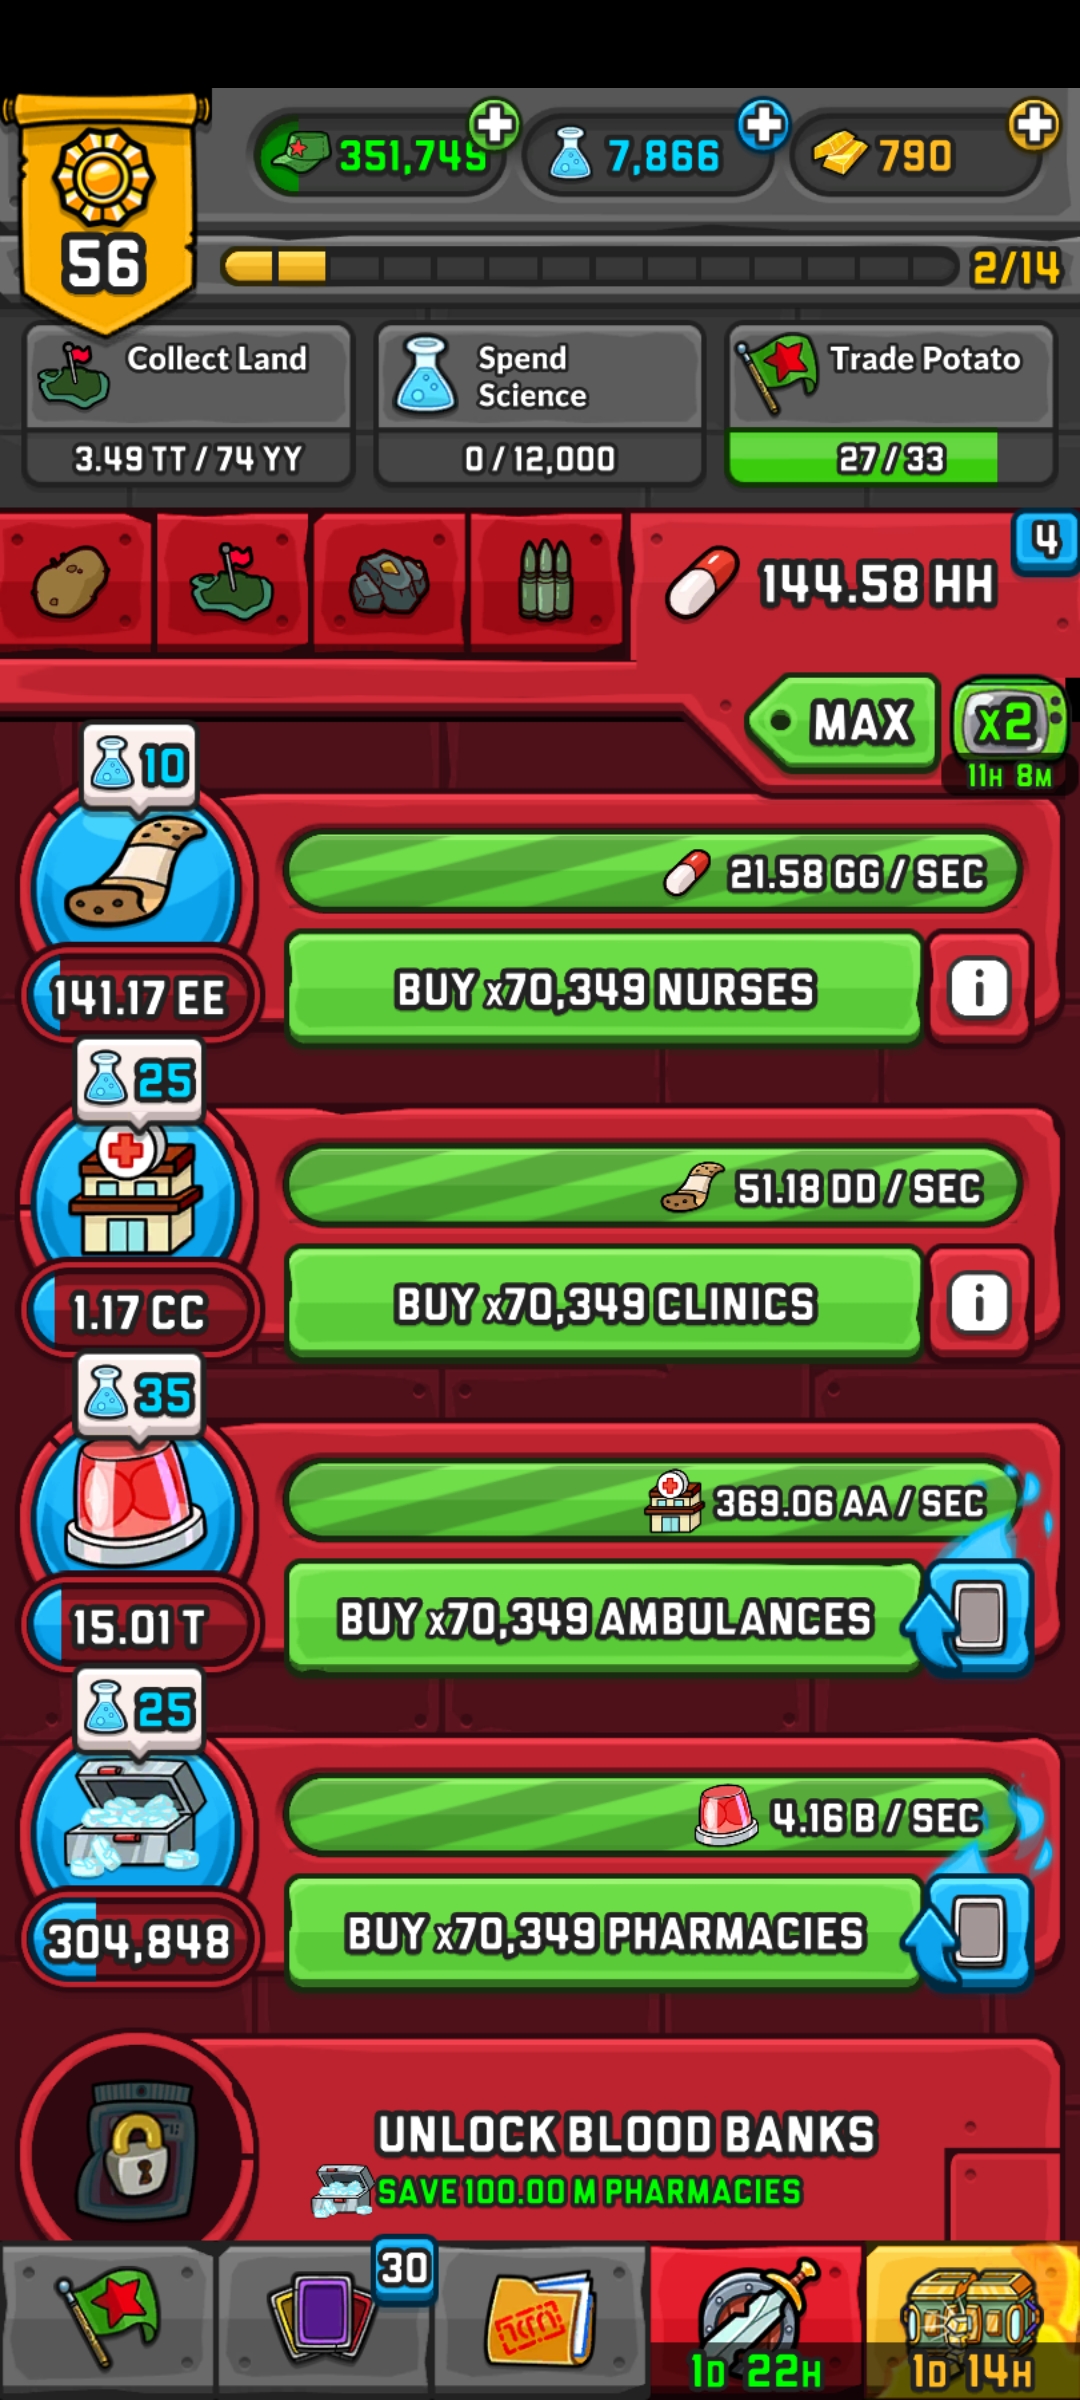 56
351,749
7,866
790
2/14
Collect Land
3.49 TT / 74 YY
Spend
Science
0 / 12,000
Trade Potato
27 / 33
144.58 HH
4
MAX
x2
11H 8M
10
21.58 GG / SEC
141.17 EE
BUY x70,349 NURSES
i
25
51.18 DD / SEC
1.17 CC
BUY x70,349 CLINICS
i
35
369.06 AA / SEC
15.01 T
BUY x70,349 AMBULANCES
25
4.16 B / SEC
304,848
BUY x70,349 PHARMACIES
UNLOCK BLOOD BANKS
SAVE 100.00 M PHARMACIES
30
1D 22H
1D 14H